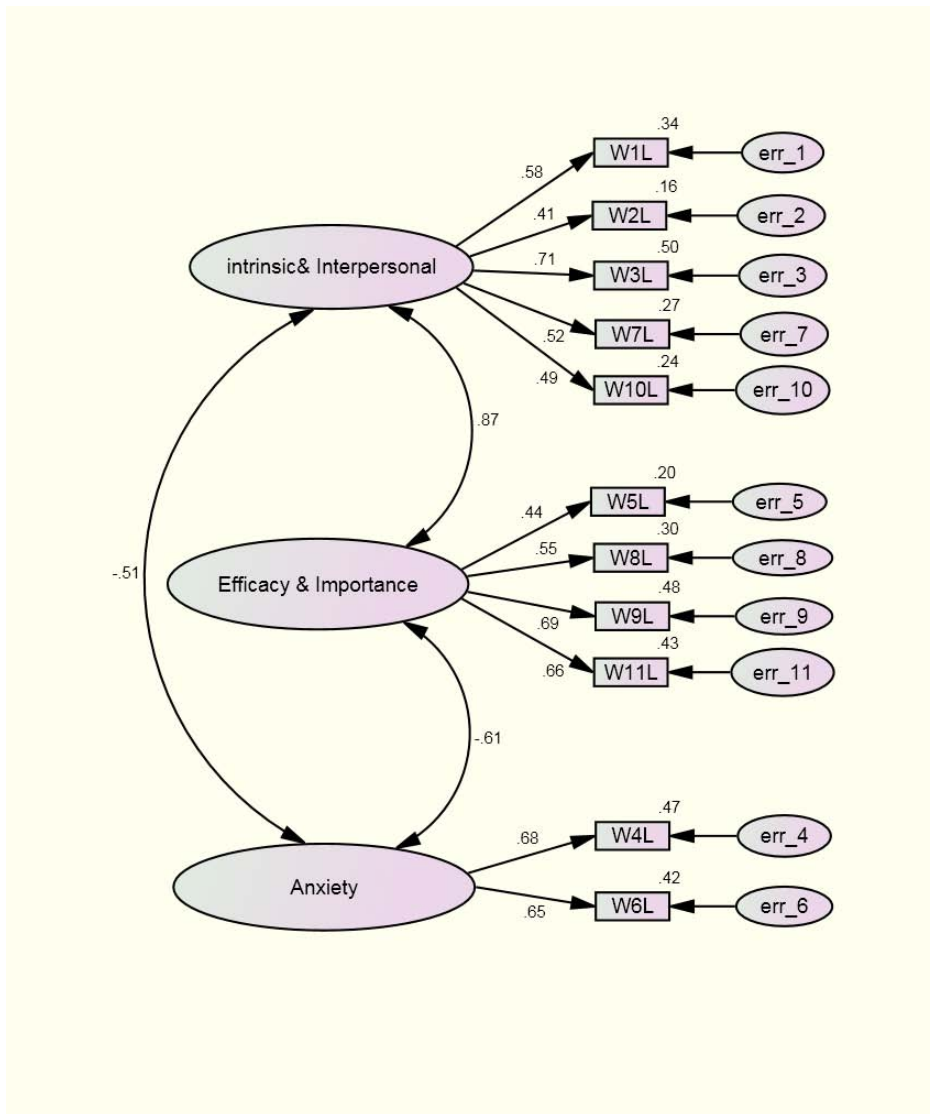 .34
W1L
err_1
.58
.16
W2L
err_2
.41
.50
intrinsic& Interpersonal
.71
W3L
err_3
.27
W7L
err_7
.52
.24
W10L
err_10
.49
.87
.20
W5L
err_5
.44
.30
W8L
err_8
.55
-.51
Efficacy & Importance
.48
W9L
err_9
.69
.43
W11L
err_11
.66
-.61
.47
W4L
err_4
.68
.42
Anxiety
W6L
err_6
.65